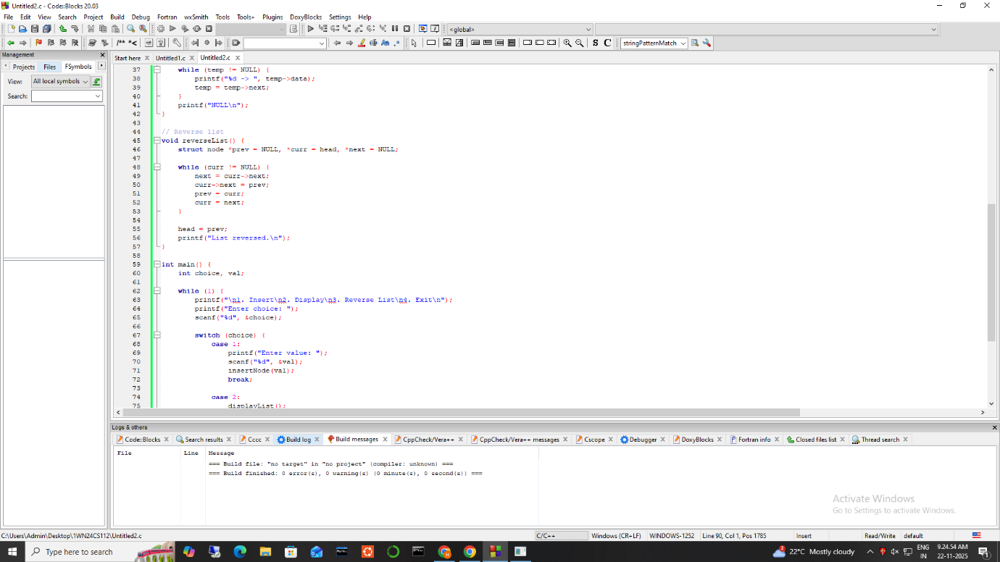 Untitled2.c - Code::Blocks 20.03
File Edit View Search Project Build Debug Fortran wxSmith Tools Tools+ Plugins DoxyBlocks Settings Help
<global>
/** *<
.*
S C
stringPatternMatch
Management
Start here Untitled1.c Untitled2.c
Projects Files FSymbols
View: All local symbols
Search:
37 while (temp != NULL) {
38 printf("%d -> ", temp->data);
39 temp = temp->next;
40 }
41 printf("NULL\n");
42 }
43
44 // Reverse list
45 void reverseList() {
46 struct node *prev = NULL, *curr = head, *next = NULL;
47
48 while (curr != NULL) {
49 next = curr->next;
50 curr->next = prev;
51 prev = curr;
52 curr = next;
53 }
54
55 head = prev;
56 printf("List reversed.\n");
57 }
58
59 int main() {
60 int choice, val;
61
62 while (1) {
63 printf("\n1. Insert\n2. Display\n3. Reverse List\n4. Exit\n");
64 printf("Enter choice: ");
65 scanf("%d", &choice);
66
67 switch (choice) {
68 case 1:
69 printf("Enter value: ");
70 scanf("%d", &val);
71 insertNode(val);
72 break;
73
74 case 2:
75 displayList();
Logs & others
Code::Blocks Search results Cccc Build log Build messages CppCheck/Vera++ CppCheck/Vera++ messages Cscope Debugger DoxyBlocks Fortran info Closed files list Thread search
File Line Message
=== Build file: "no target" in "no project" (compiler: unknown) ===
=== Build finished: 0 error(s), 0 warning(s) (0 minute(s), 0 second(s)) ===
Activate Windows
Go to Settings to activate Windows.
C:\Users\Admin\Desktop\1WN24CS112\Untitled2.c C/C++ Windows (CR+LF) WINDOWS-1252 Line 90, Col 1, Pos 1785 Insert Read/Write default
Type here to search
22°C Mostly cloudy
ENG
IN
9.24.54 AM
22-11-2025